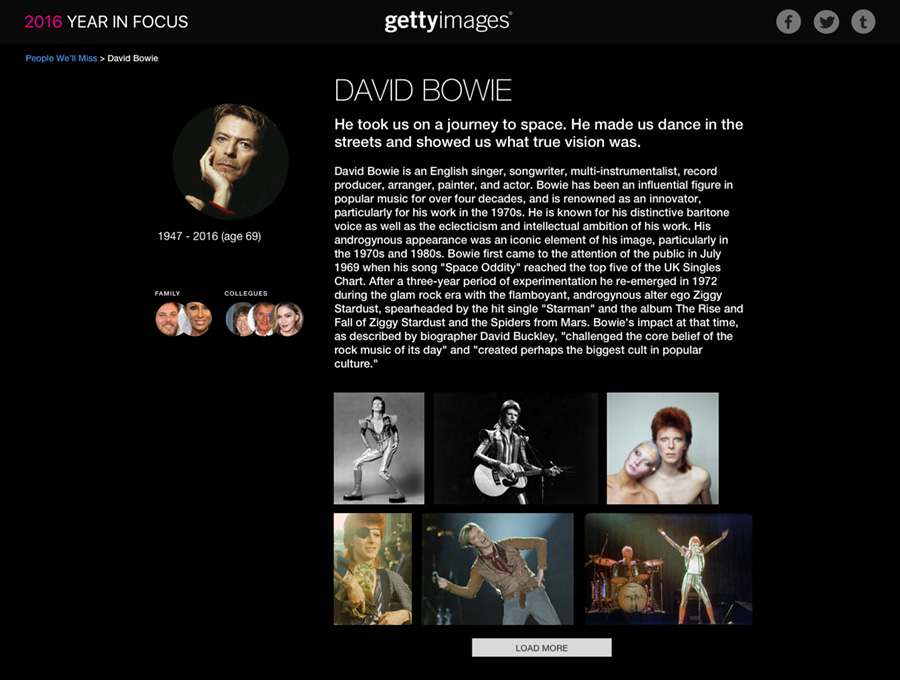 2016 YEAR IN FOCUS
gettyimages®
People We'll Miss > David Bowie
DAVID BOWIE
He took us on a journey to space. He made us dance in the
streets and showed us what true vision was.
David Bowie is an English singer, songwriter, multi-instrumentalist, record
producer, arranger, painter, and actor. Bowie has been an influential figure in
popular music for over four decades, and is renowned as an innovator,
particularly for his work in the 1970s. He is known for his distinctive baritone
voice as well as the eclecticism and intellectual ambition of his work. His
androgynous appearance was an iconic element of his image, particularly in
the 1970s and 1980s. Bowie first came to the attention of the public in July
1969 when his song "Space Oddity" reached the top five of the UK Singles
Chart. After a three-year period of experimentation he re-emerged in 1972
during the glam rock era with the flamboyant, androgynous alter ego Ziggy
Stardust, spearheaded by the hit single "Starman" and the album The Rise and
Fall of Ziggy Stardust and the Spiders from Mars. Bowie's impact at that time,
as described by biographer David Buckley, "challenged the core belief of the
rock music of its day" and "created perhaps the biggest cult in popular
culture."
1947 - 2016 (age 69)
FAMILY
COLLEGUES
LOAD MORE